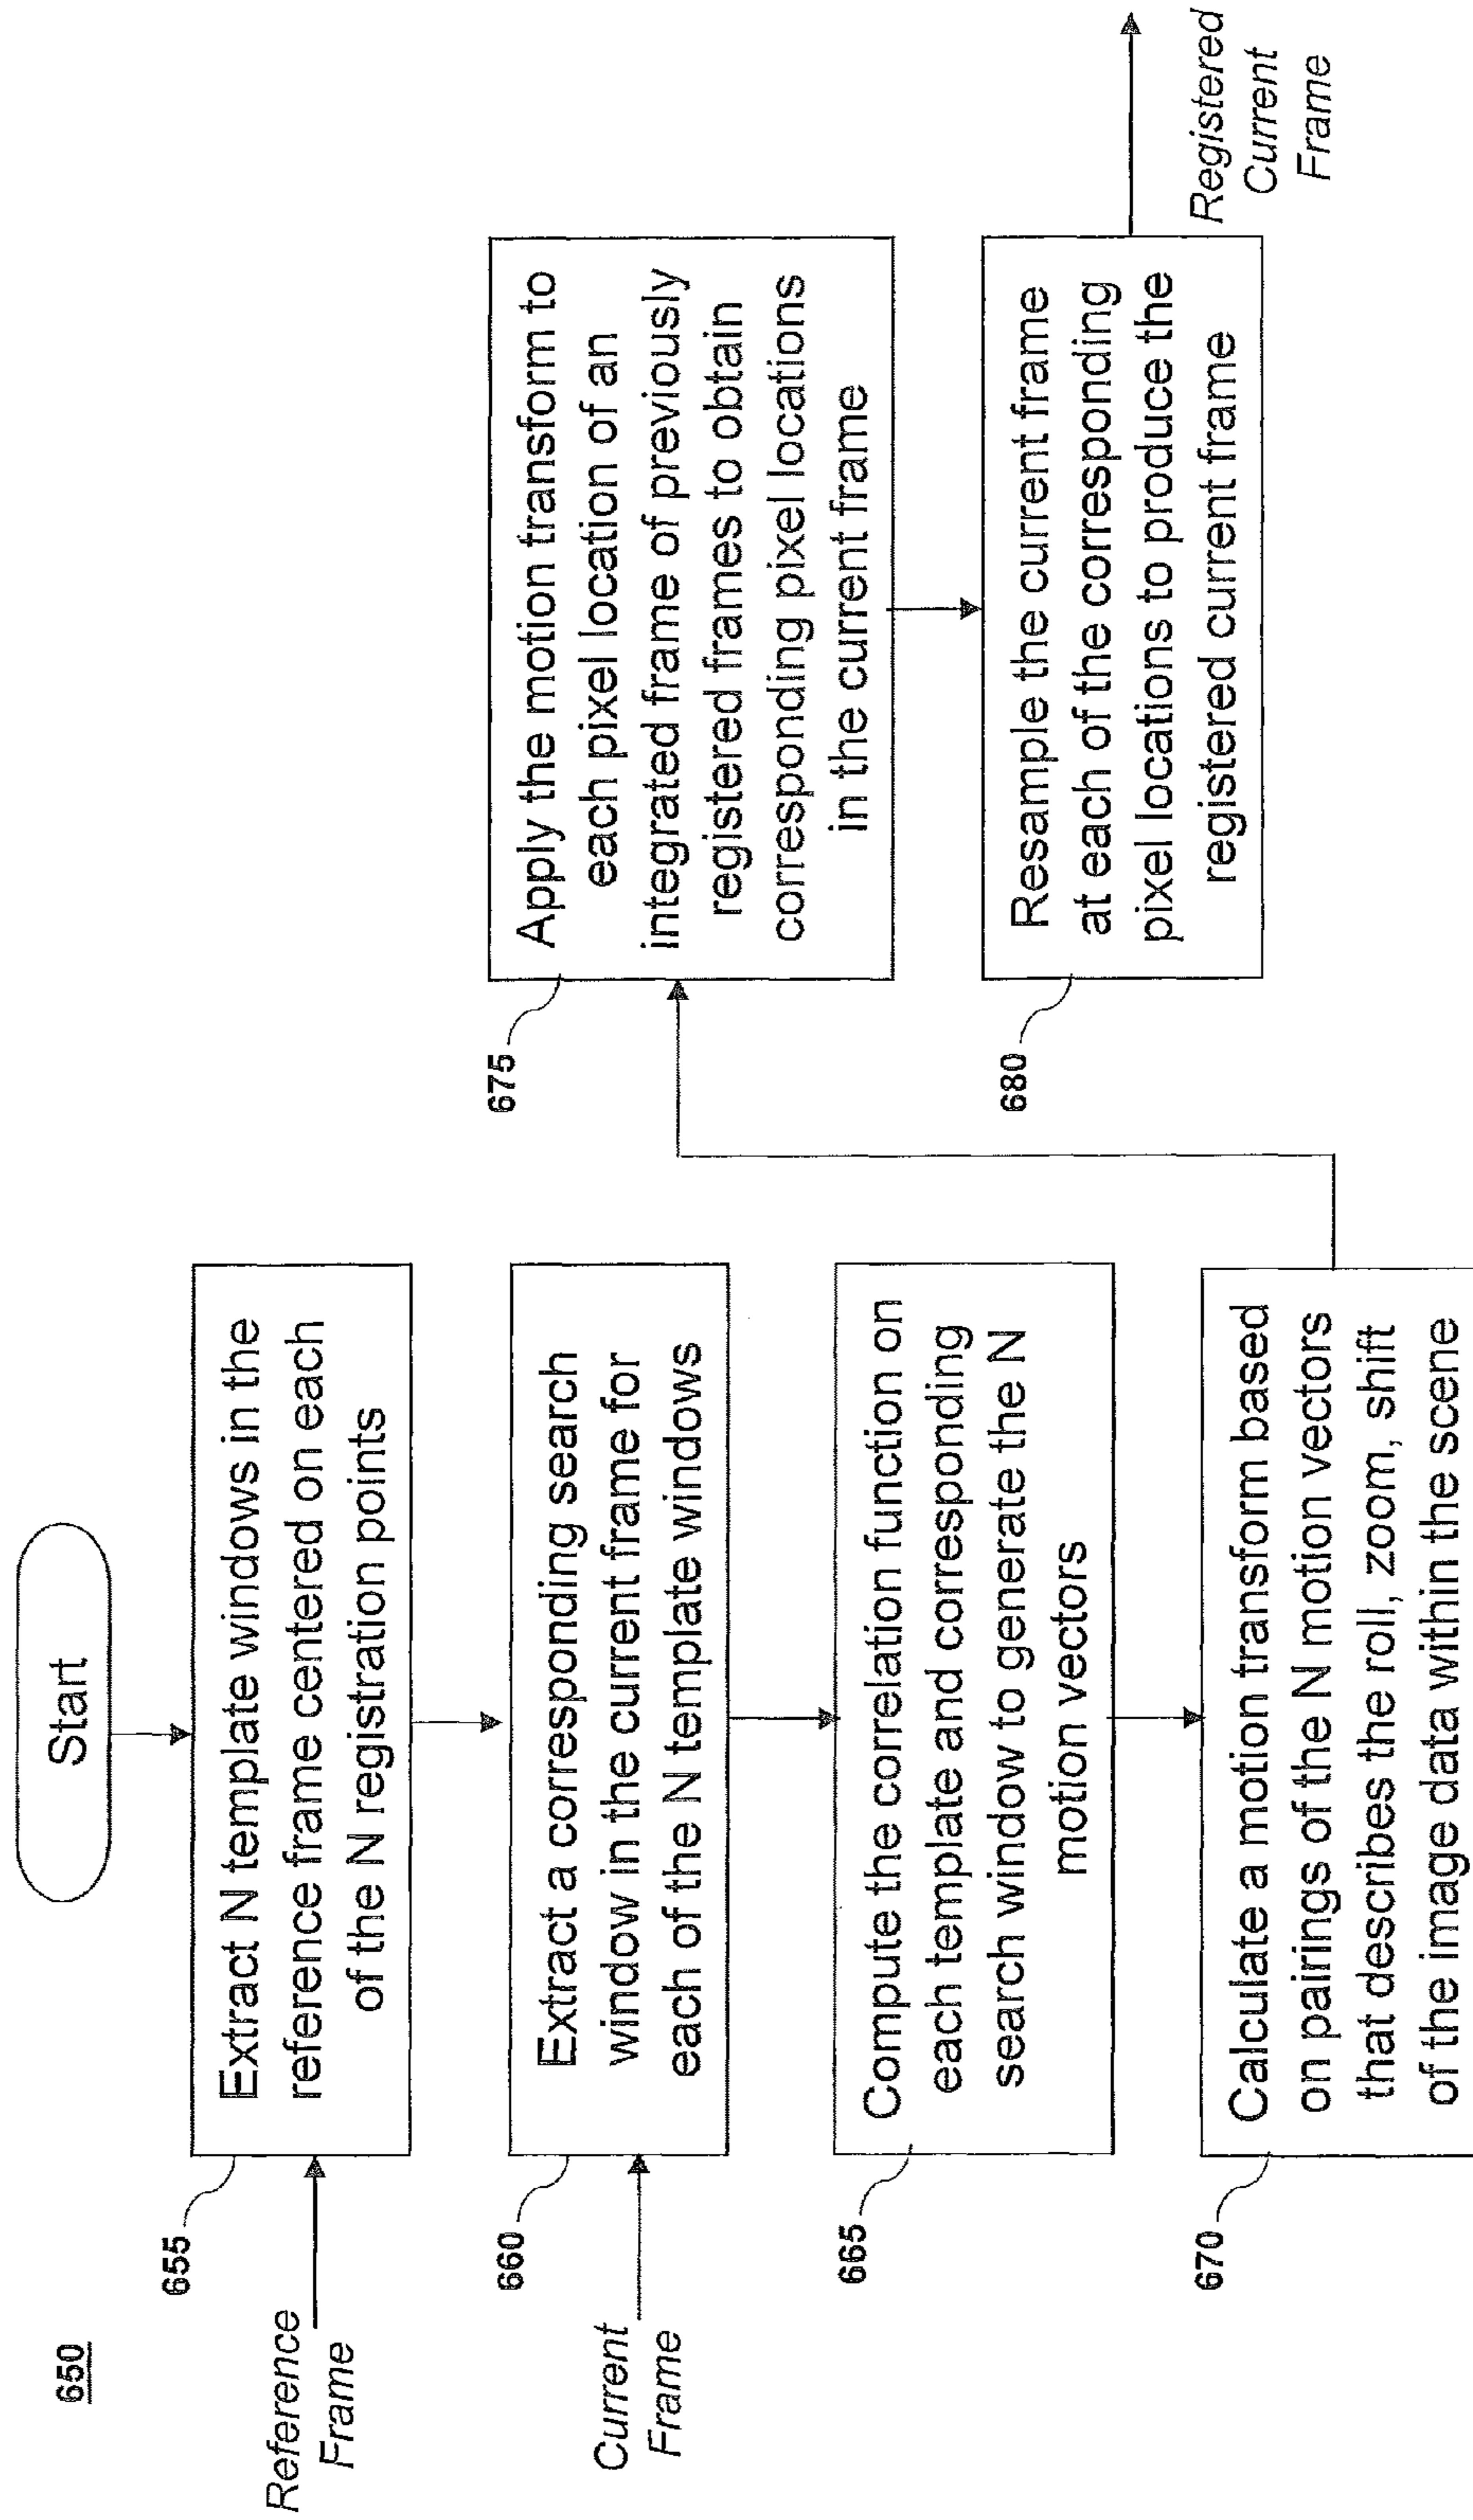 650
Start
655
Reference
Frame
Extract N template windows in the
reference frame centered on each
of the N registration points
660
Current
Frame
Extract a corresponding search
window in the current frame for
each of the N template windows
665
Compute the correlation function on
each template and corresponding
search window to generate the N
motion vectors
670
Calculate a motion transform based
on pairings of the N motion vectors
that describes the roll, zoom, shift
of the image data within the scene
675
Apply the motion transform to
each pixel location of an
integrated frame of previously
registered frames to obtain
corresponding pixel locations
in the current frame
680
Resample the current frame
at each of the corresponding
pixel locations to produce the
registered current frame
Registered
Current
Frame